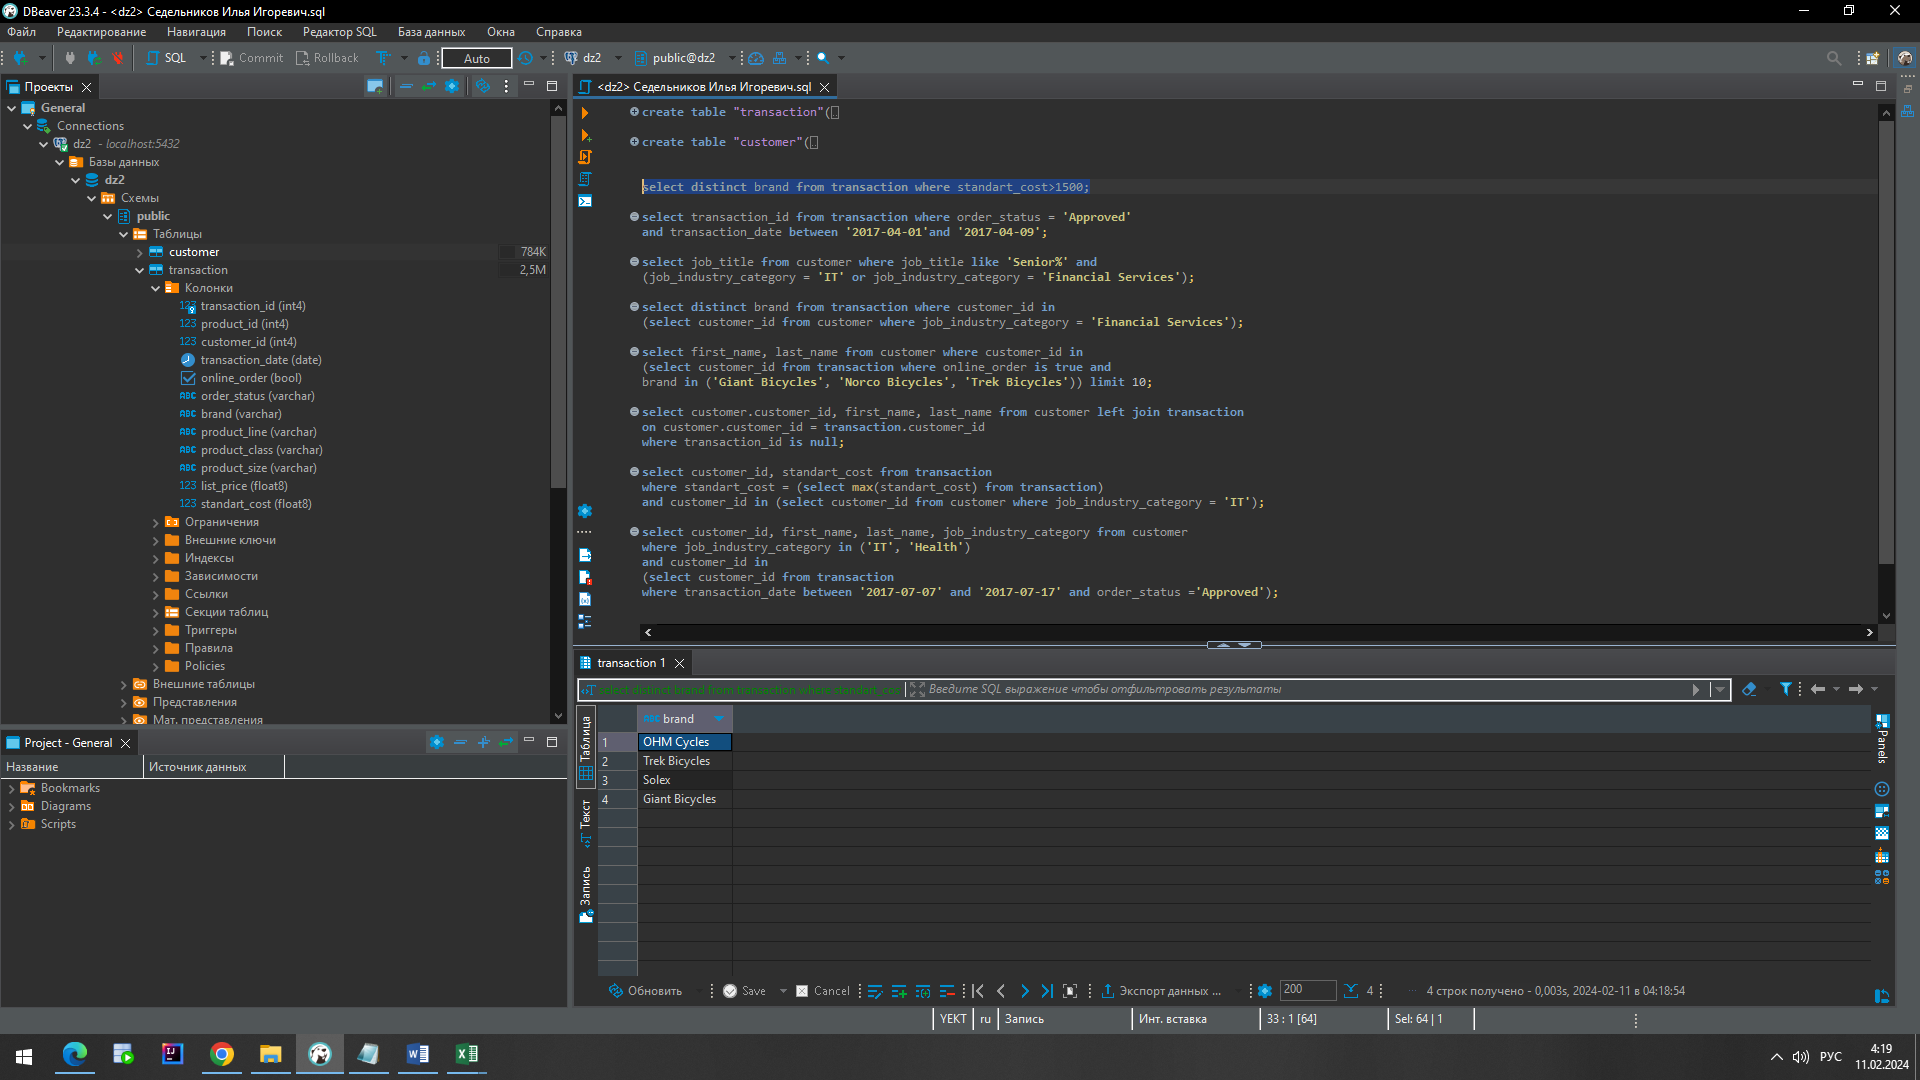 DBeaver 23.3.4 - <dz2> Седельников Илья Игоревич.sql
Файл Редактирование Навигация Поиск Редактор SQL База данных Окна Справка
SQL Commit Rollback Auto dz2 public@dz2
Проекты
General
Connections
dz2 - localhost:5432
Базы данных
dz2
Схемы
public
Таблицы
customer 784K
transaction 2,5M
Колонки
transaction_id (int4)
product_id (int4)
customer_id (int4)
transaction_date (date)
online_order (bool)
order_status (varchar)
brand (varchar)
product_line (varchar)
product_class (varchar)
product_size (varchar)
list_price (float8)
standart_cost (float8)
Ограничения
Внешние ключи
Индексы
Зависимости
Ссылки
Секции таблиц
Триггеры
Правила
Policies
Внешние таблицы
Представления
Мат. представления
Project - General
Название Источник данных
Bookmarks
Diagrams
Scripts
<dz2> Седельников Илья Игоревич.sql
create table "transaction"(
create table "customer"(
select distinct brand from transaction where standart_cost>1500;
select transaction_id from transaction where order_status = 'Approved'
and transaction_date between '2017-04-01'and '2017-04-09';
select job_title from customer where job_title like 'Senior%' and
(job_industry_category = 'IT' or job_industry_category = 'Financial Services');
select distinct brand from transaction where customer_id in
(select customer_id from customer where job_industry_category = 'Financial Services');
select first_name, last_name from customer where customer_id in
(select customer_id from transaction where online_order is true and
brand in ('Giant Bicycles', 'Norco Bicycles', 'Trek Bicycles')) limit 10;
select customer.customer_id, first_name, last_name from customer left join transaction
on customer.customer_id = transaction.customer_id
where transaction_id is null;
select customer_id, standart_cost from transaction
where standart_cost = (select max(standart_cost) from transaction)
and customer_id in (select customer_id from customer where job_industry_category = 'IT');
select customer_id, first_name, last_name, job_industry_category from customer
where job_industry_category in ('IT', 'Health')
and customer_id in
(select customer_id from transaction
where transaction_date between '2017-07-07' and '2017-07-17' and order_status ='Approved');
transaction 1
select distinct brand from transaction where standart_cos Введите SQL выражение чтобы отфильтровать результаты
Таблица
Текст
Запись
brand
1 OHM Cycles
2 Trek Bicycles
3 Solex
4 Giant Bicycles
Panels
Обновить Save Cancel Экспорт данных ... 200 4 4 строк получено - 0,003s, 2024-02-11 в 04:18:54
YEKT ru Запись Инт. вставка 33 : 1 [64] Sel: 64 | 1
РУС
4:19
11.02.2024